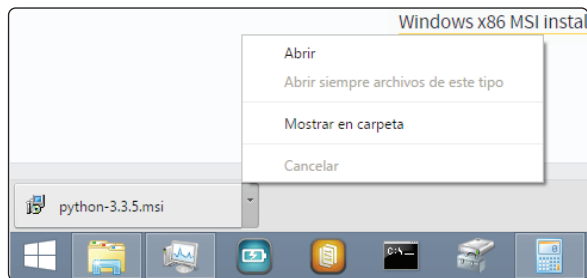 Windows x86 MSI instal
Abrir
Abrir siempre archivos de este tipo
Mostrar en carpeta
Cancelar
python-3.3.5.msi
C:\_